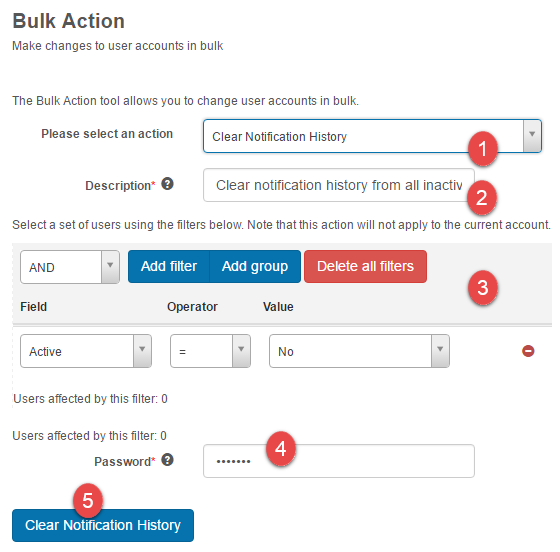 Bulk Action
Make changes to user accounts in bulk
The Bulk Action tool allows you to change user accounts in bulk.
Please select an action Clear Notification History 1
Description* ? Clear notification history from all inactiv 2
Select a set of users using the filters below. Note that this action will not apply to the current account.
AND Add filter Add group Delete all filters 3
Field Operator Value
Active = No
Users affected by this filter: 0
Users affected by this filter: 0
Password* ? ••••••• 4
5
Clear Notification History